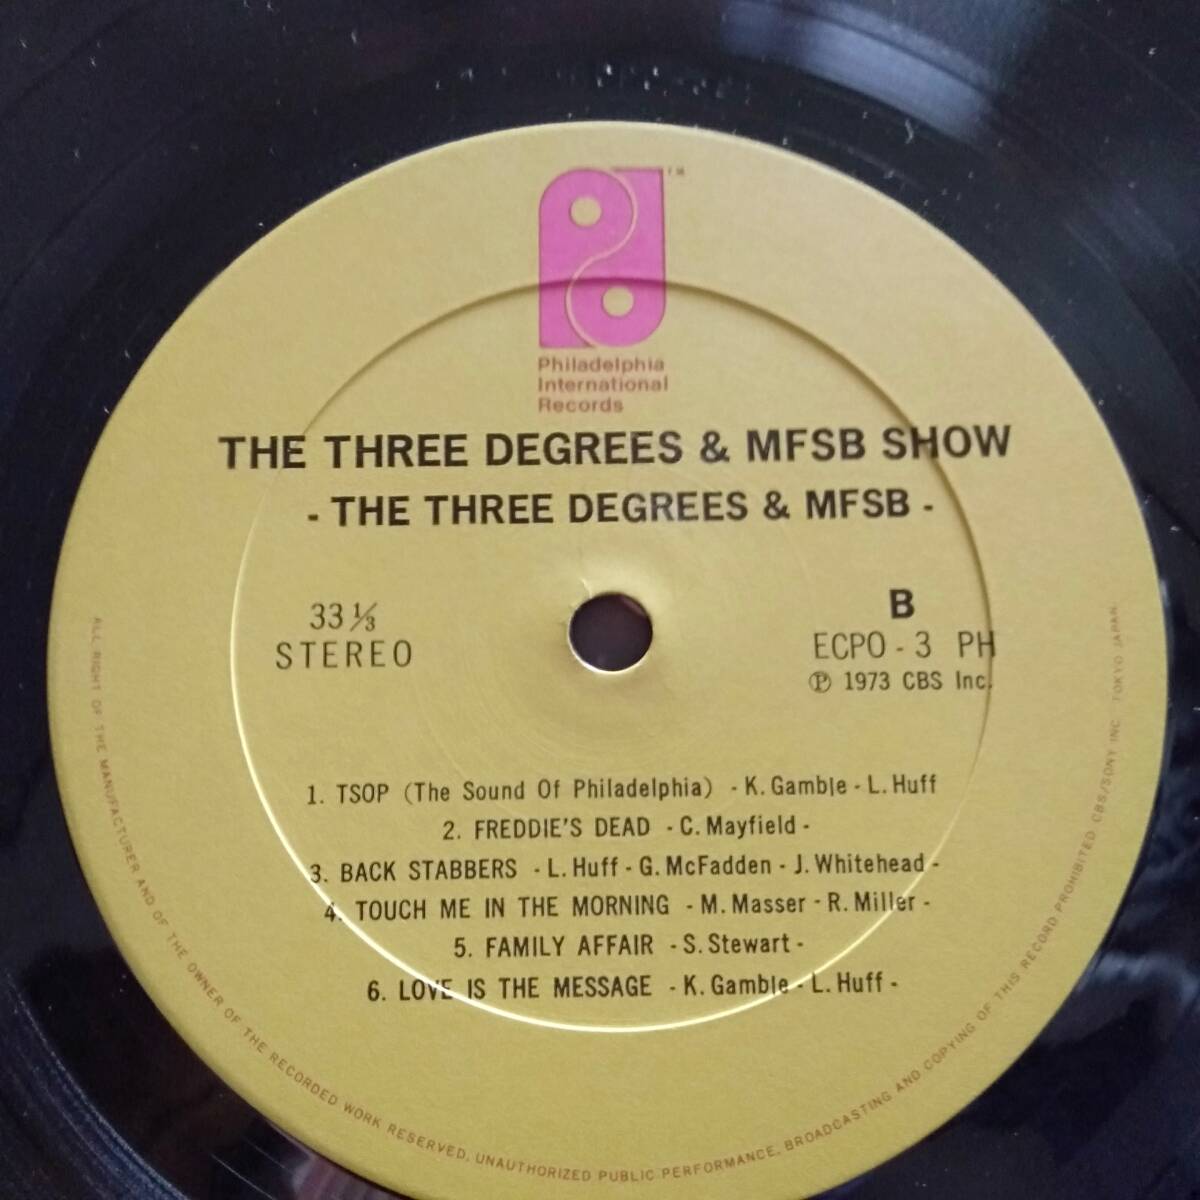 TM
Philadelphia
International
Records
THE THREE DEGREES & MFSB SHOW
- THE THREE DEGREES & MFSB -
33 1/3
STEREO
B
ECPO - 3 PH
Ⓟ 1973 CBS Inc.
1. TSOP (The Sound Of Philadelphia) - K. Gamble - L. Huff
2. FREDDIE'S DEAD - C. Mayfield -
3. BACK STABBERS - L. Huff - G. McFadden - J. Whitehead -
4. TOUCH ME IN THE MORNING - M. Masser - R. Miller -
5. FAMILY AFFAIR - S. Stewart -
6. LOVE IS THE MESSAGE - K. Gamble - L. Huff -
ALL RIGHT OF THE MANUFACTURER AND OF THE OWNER OF THE RECORDED WORK RESERVED. UNAUTHORIZED PUBLIC PERFORMANCE, BROADCASTING AND COPYING OF THIS RECORD PROHIBITED CBS/SONY INC. TOKYO JAPAN.